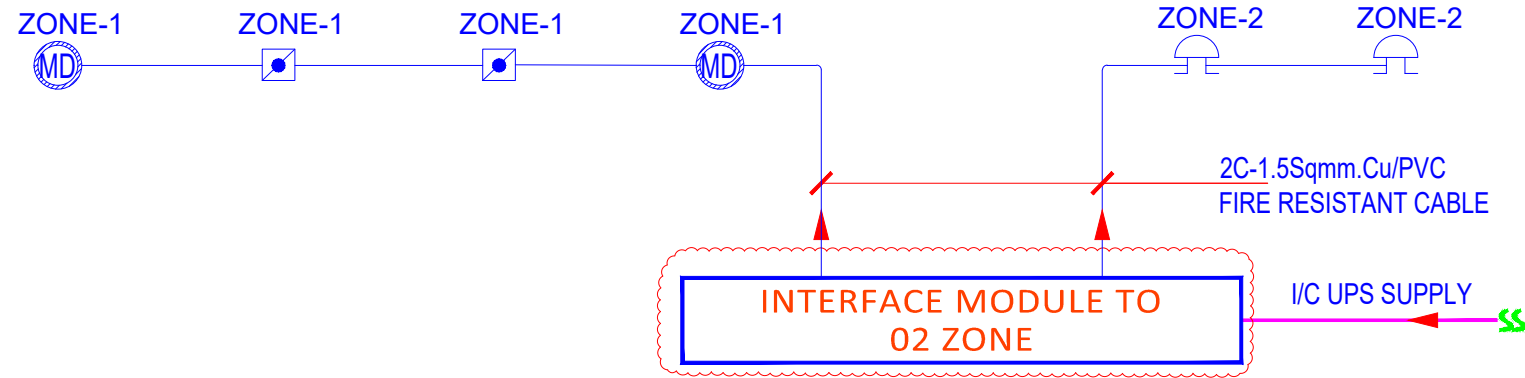 ZONE-1 ZONE-1 ZONE-1 ZONE-1 ZONE-2 ZONE-2
MD MD
2C-1.5Sqmm.Cu/PVC
FIRE RESISTANT CABLE
INTERFACE MODULE TO
02 ZONE
I/C UPS SUPPLY
SS